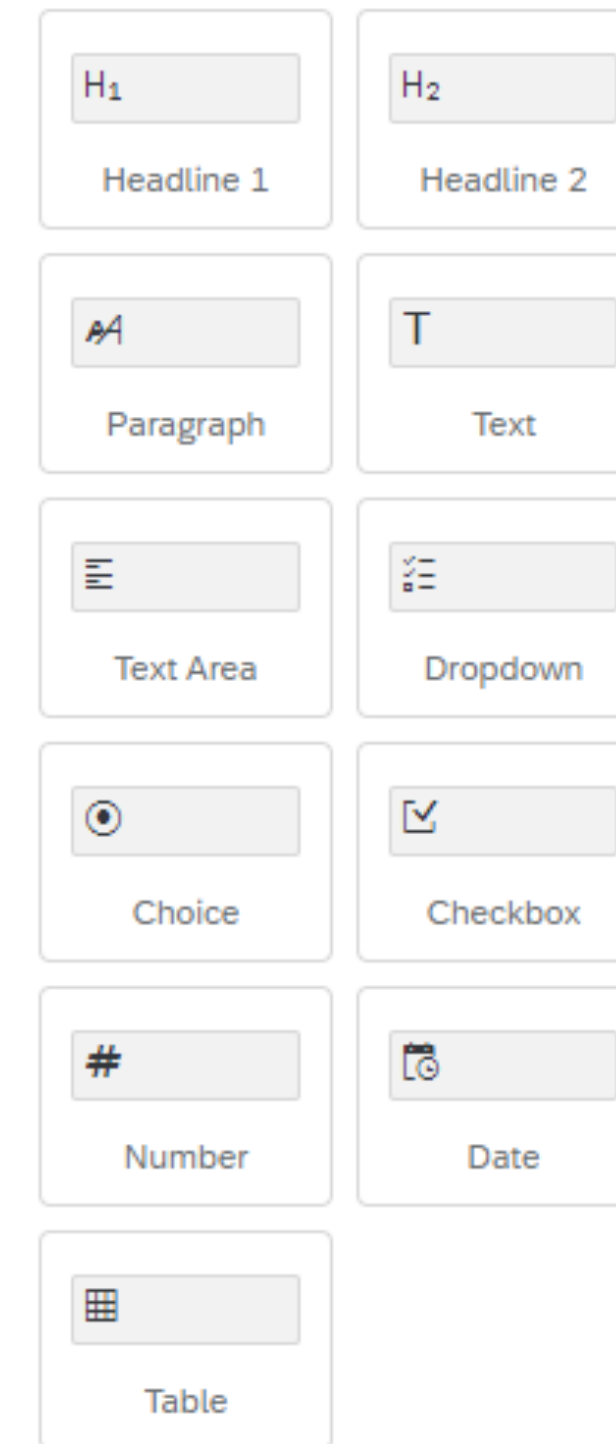 H1 H2
Headline 1 Headline 2
T
Paragraph Text
Text Area Dropdown
Choice Checkbox
#
Number Date
Table